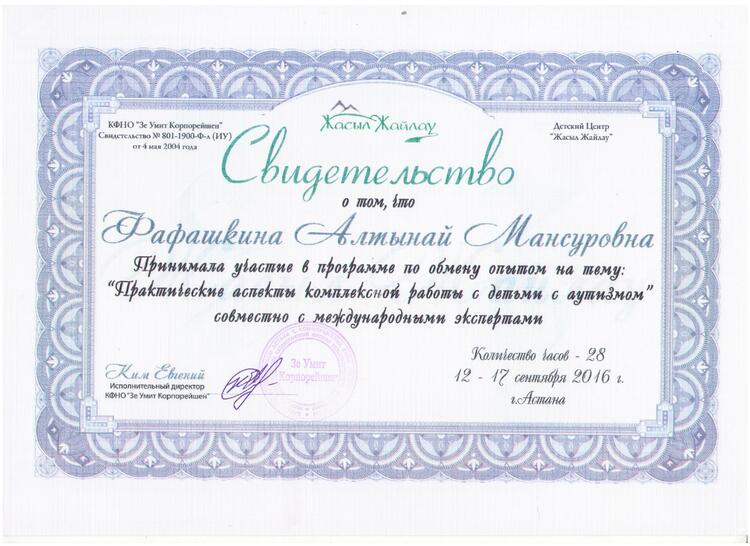 КФНО "Зе Умит Корпорейшен"
Свидетельство № 801-1900-Ф-л (ИУ)
от 4 мая 2004 года
Жасыл Жайлау
Детский Центр
"Жасыл Жайлау"
Свидетельство
о том, что
Фафашкина Алтынай Мансуровна
Принимала участие в программе по обмену опытом на тему:
"Практические аспекты комплексной работы с детьми с аутизмом"
совместно с международными экспертами
Ким Евгений
Исполнительный директор
КФНО "Зе Умит Корпорейшен"
Зе Умит
Корпорейшен
Количество часов - 28
12 - 17 сентября 2016 г.
г.Астана